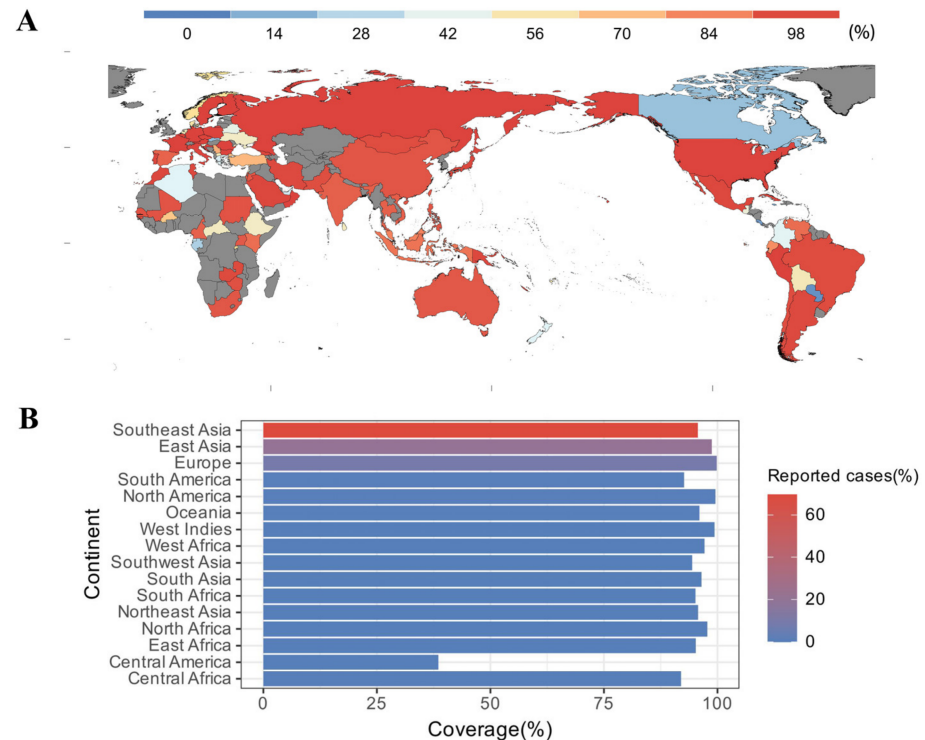 A
0 14 28 42 56 70 84 98 (%)
B
Southeast Asia
East Asia
Europe
South America
North America
Oceania
West Indies
West Africa
Southwest Asia
South Asia
South Africa
Northeast Asia
North Africa
East Africa
Central America
Central Africa
Continent
0 25 50 75 100
Coverage(%)
Reported cases(%)
60
40
20
0